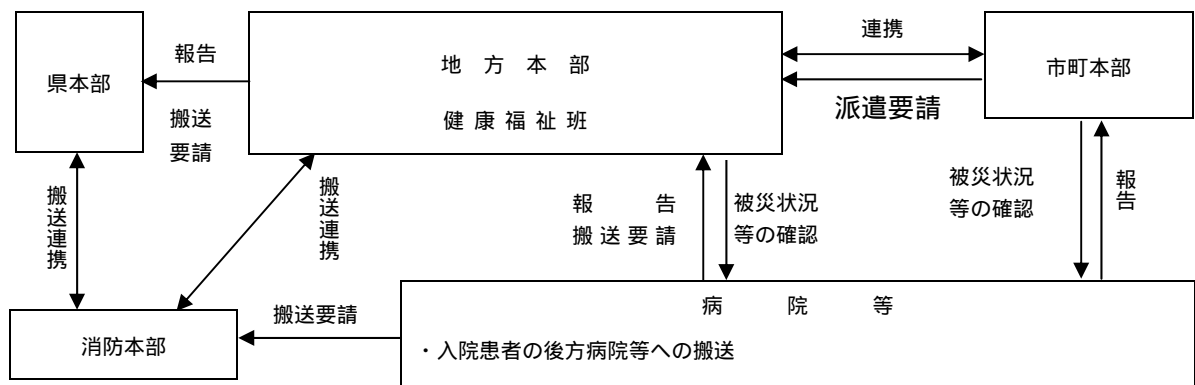 県本部
報告
搬送
要請
地　方　本　部
健 康 福 祉 班
連携
派遣要請
市町本部
搬送連携
搬送連携
報　　　告
搬 送 要 請
被災状況
等の確認
被災状況
等の確認
報告
消防本部
搬送要請
病　　　院　　　等
・入院患者の後方病院等への搬送